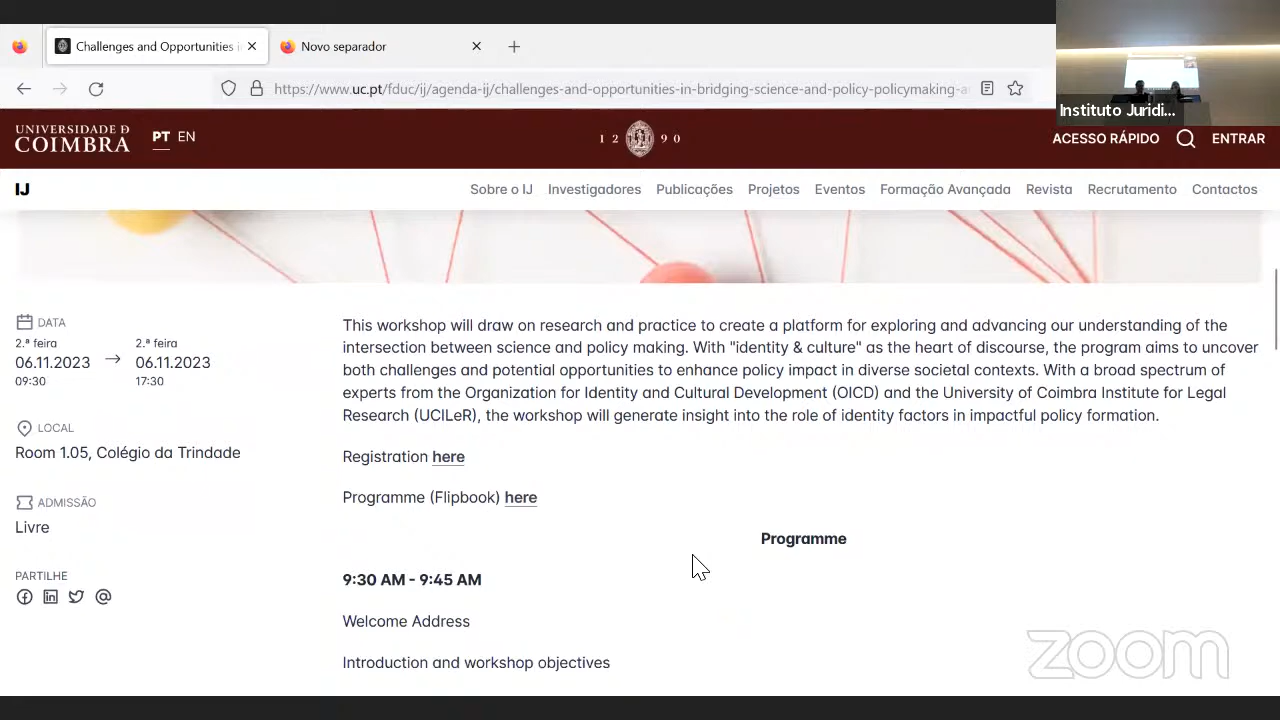 Challenges and Opportunities i
Novo separador
https://www.uc.pt/fduc/ij/agenda-ij/challenges-and-opportunities-in-bridging-science-and-policy-policymaking-a
Instituto Juridi...
UNIVERSIDADE Ð
COIMBRA
PT EN
1 2 9 0
ACESSO RÁPIDO
ENTRAR
IJ
Sobre o IJ Investigadores Publicações Projetos Eventos Formação Avançada Revista Recrutamento Contactos
DATA
2.ª feira 2.ª feira
06.11.2023 → 06.11.2023
09:30 17:30
LOCAL
Room 1.05, Colégio da Trindade
ADMISSÃO
Livre
PARTILHE
This workshop will draw on research and practice to create a platform for exploring and advancing our understanding of the
intersection between science and policy making. With "identity & culture" as the heart of discourse, the program aims to uncover
both challenges and potential opportunities to enhance policy impact in diverse societal contexts. With a broad spectrum of
experts from the Organization for Identity and Cultural Development (OICD) and the University of Coimbra Institute for Legal
Research (UCILeR), the workshop will generate insight into the role of identity factors in impactful policy formation.
Registration here
Programme (Flipbook) here
Programme
9:30 AM - 9:45 AM
Welcome Address
Introduction and workshop objectives
zoom